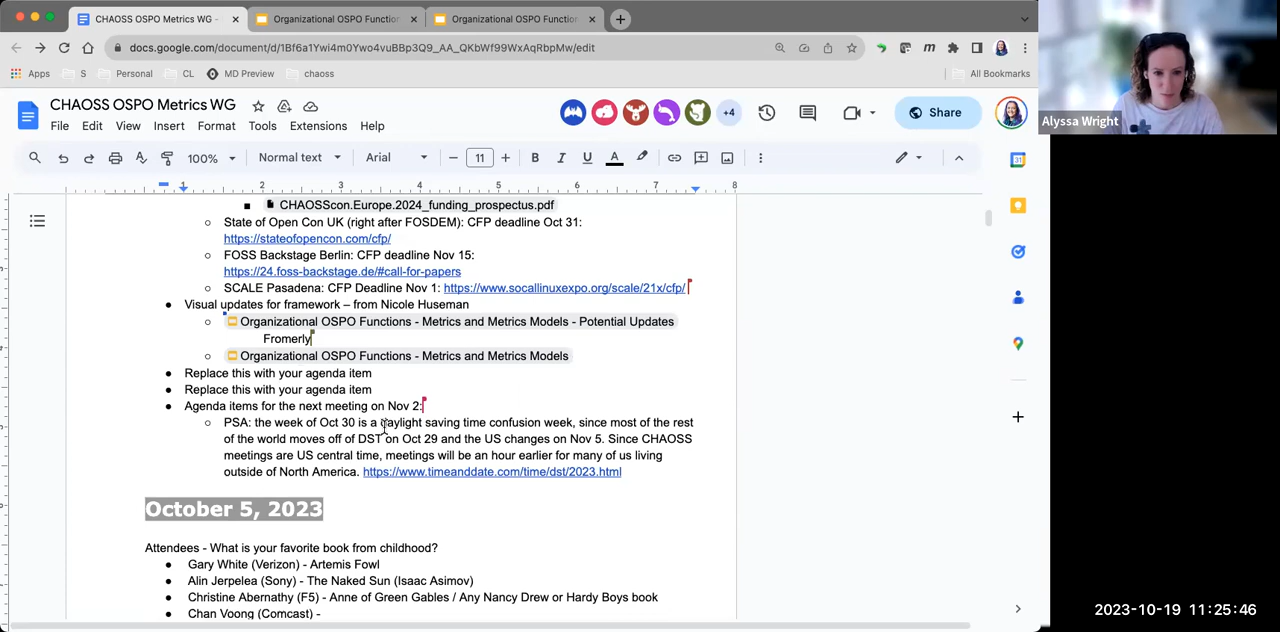 CHAOSS OSPO Metrics WG -
Organizational OSPO Function
Organizational OSPO Function
docs.google.com/document/d/1Bf6a1Ywi4m0Ywo4vuBBp3Q9_AA_QKbWf99WxAqRbpMw/edit
Apps S Personal CL MD Preview chaoss All Bookmarks
CHAOSS OSPO Metrics WG
+4
Share
File Edit View Insert Format Tools Extensions Help
100% Normal text Arial 11 B I U A
1 2 3 4 5 6 7 8
CHAOSScon.Europe.2024_funding_prospectus.pdf
State of Open Con UK (right after FOSDEM): CFP deadline Oct 31:
https://stateofopencon.com/cfp/
FOSS Backstage Berlin: CFP deadline Nov 15:
https://24.foss-backstage.de/#call-for-papers
SCALE Pasadena: CFP Deadline Nov 1: https://www.socallinuxexpo.org/scale/21x/cfp/
Visual updates for framework – from Nicole Huseman
Organizational OSPO Functions - Metrics and Metrics Models - Potential Updates
Fromerly
Organizational OSPO Functions - Metrics and Metrics Models
Replace this with your agenda item
Replace this with your agenda item
Agenda items for the next meeting on Nov 2:
PSA: the week of Oct 30 is a daylight saving time confusion week, since most of the rest
of the world moves off of DST on Oct 29 and the US changes on Nov 5. Since CHAOSS
meetings are US central time, meetings will be an hour earlier for many of us living
outside of North America. https://www.timeanddate.com/time/dst/2023.html
October 5, 2023
Attendees - What is your favorite book from childhood?
Gary White (Verizon) - Artemis Fowl
Alin Jerpelea (Sony) - The Naked Sun (Isaac Asimov)
Christine Abernathy (F5) - Anne of Green Gables / Any Nancy Drew or Hardy Boys book
Chan Voong (Comcast) -
Alyssa Wright
31
2023-10-19 11:25:46